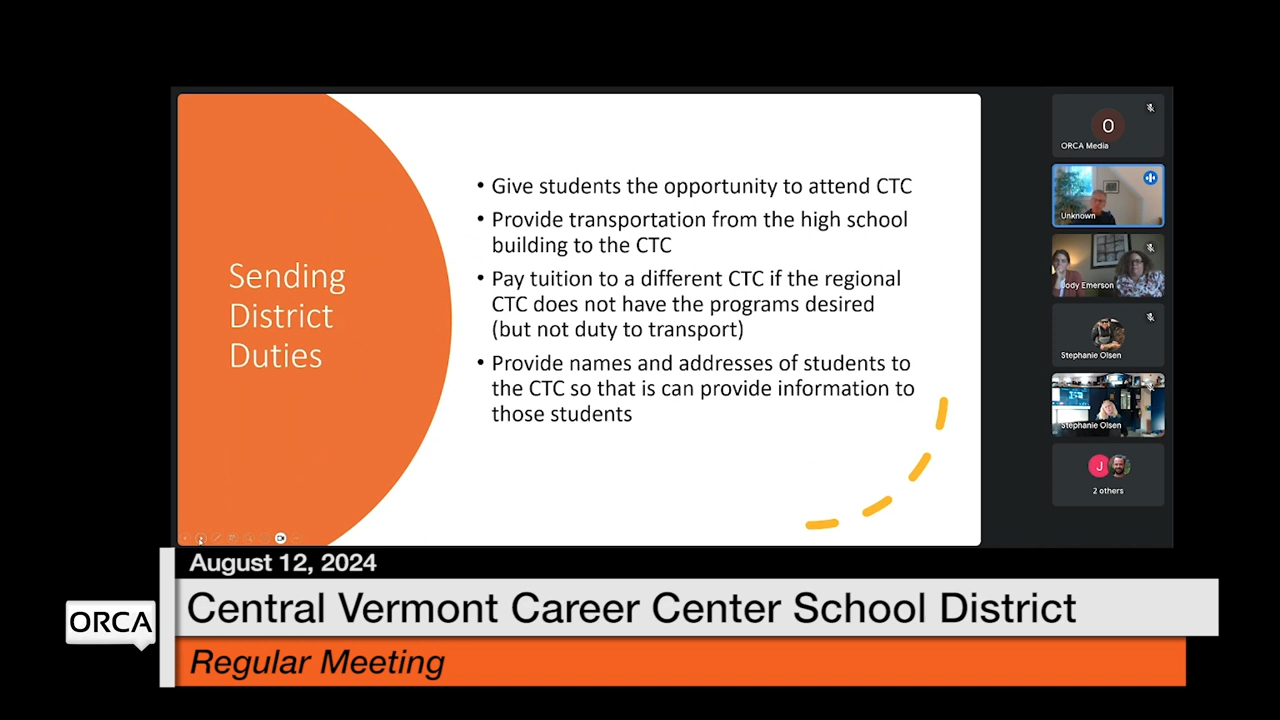 Sending
District
Duties
• Give students the opportunity to attend CTC
• Provide transportation from the high school
building to the CTC
• Pay tuition to a different CTC if the regional
CTC does not have the programs desired
(but not duty to transport)
• Provide names and addresses of students to
the CTC so that is can provide information to
those students
O
ORCA Media
Unknown
Jody Emerson
Stephanie Olsen
Stephanie Olsen
J
2 others
August 12, 2024
ORCA
Central Vermont Career Center School District
Regular Meeting